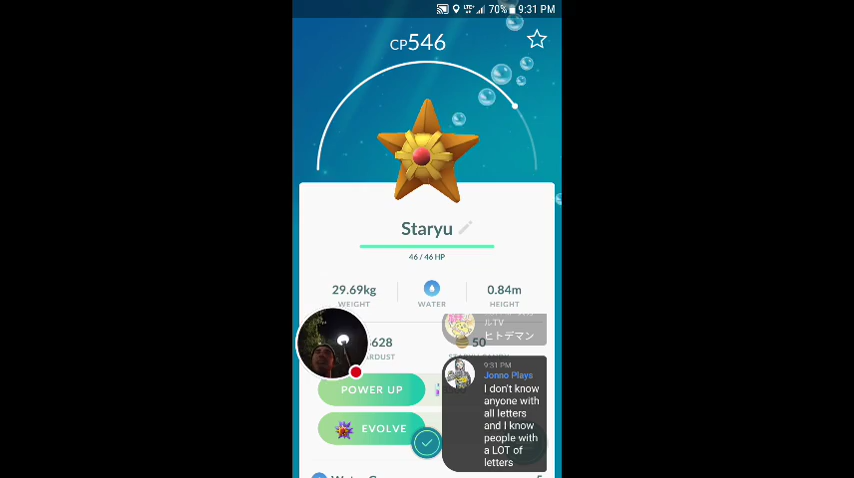 LTE 70% 9:31 PM
CP546
Staryu
46 / 46 HP
29.69kg
0.84m
WEIGHT
WATER
HEIGHT
ルTV
ヒトデマン
628
50
ARDUST
POWER UP
EVOLVE
9:31 PM
Jonno Plays
I don't know
anyone with
all letters
and I know
people with
a LOT of
letters
5